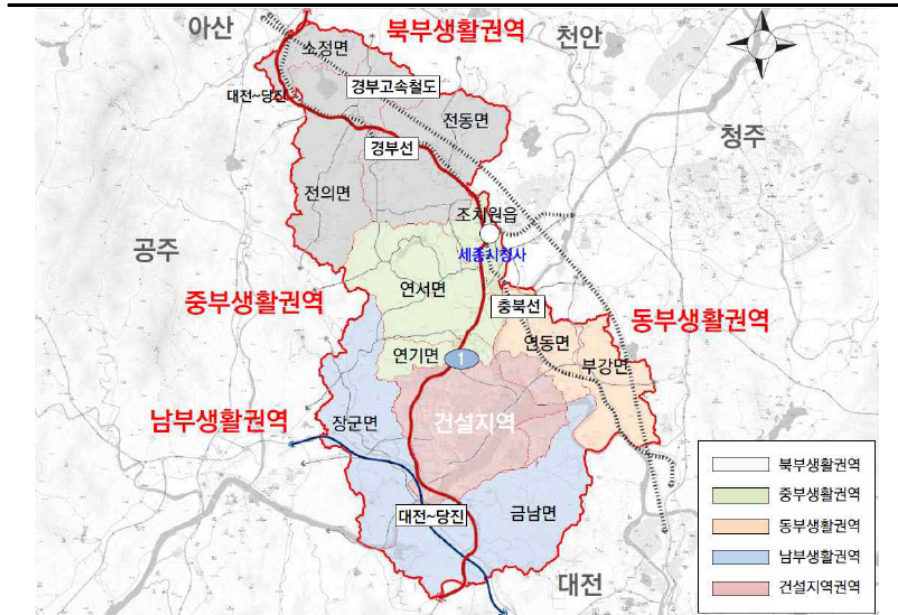 아산
북부생활권역
천안
소정면
경부고속철도
대전~당진
전동면
청주
경부선
전의면
조치원읍
공주
세종시청사
연서면
중부생활권역
충북선
동부생활권역
연동면
연기면
1
부강면
남부생활권역
장군면
건설지역
대전~당진
금남면
대전
북부생활권역
중부생활권역
동부생활권역
남부생활권역
건설지역권역